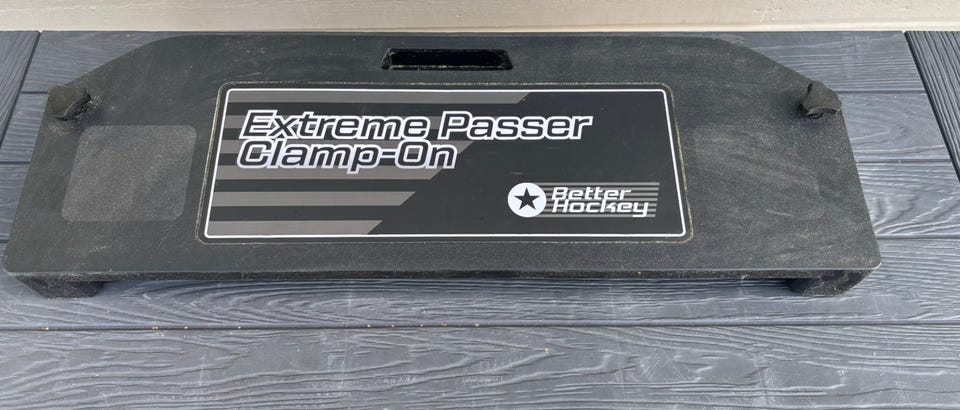 Extreme Passer
Clamp-On
Better
Hockey